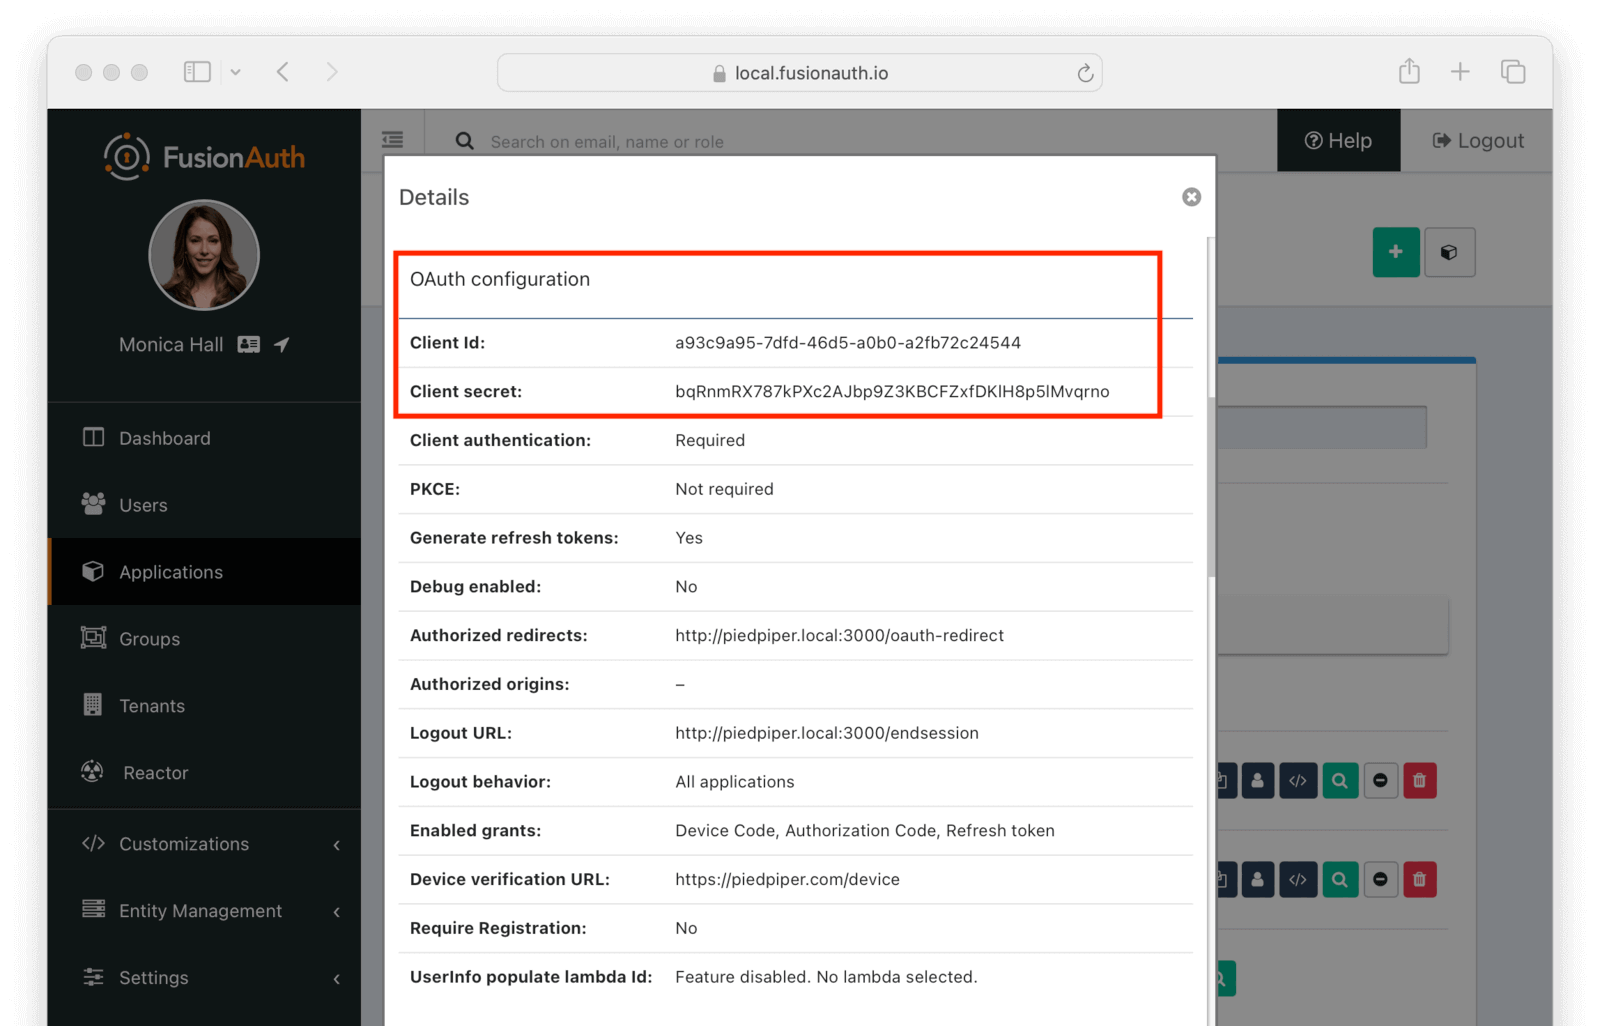 local.fusionauth.io
FusionAuth
Search on email, name or role
Help
Logout
Monica Hall
Dashboard
Users
Applications
Groups
Tenants
Reactor
Customizations
Entity Management
Settings
Details
OAuth configuration
Client Id: a93c9a95-7dfd-46d5-a0b0-a2fb72c24544
Client secret: bqRnmRX787kPXc2AJbp9Z3KBCFZxfDKlH8p5lMvqrno
Client authentication: Required
PKCE: Not required
Generate refresh tokens: Yes
Debug enabled: No
Authorized redirects: http://piedpiper.local:3000/oauth-redirect
Authorized origins: –
Logout URL: http://piedpiper.local:3000/endsession
Logout behavior: All applications
Enabled grants: Device Code, Authorization Code, Refresh token
Device verification URL: https://piedpiper.com/device
Require Registration: No
UserInfo populate lambda Id: Feature disabled. No lambda selected.